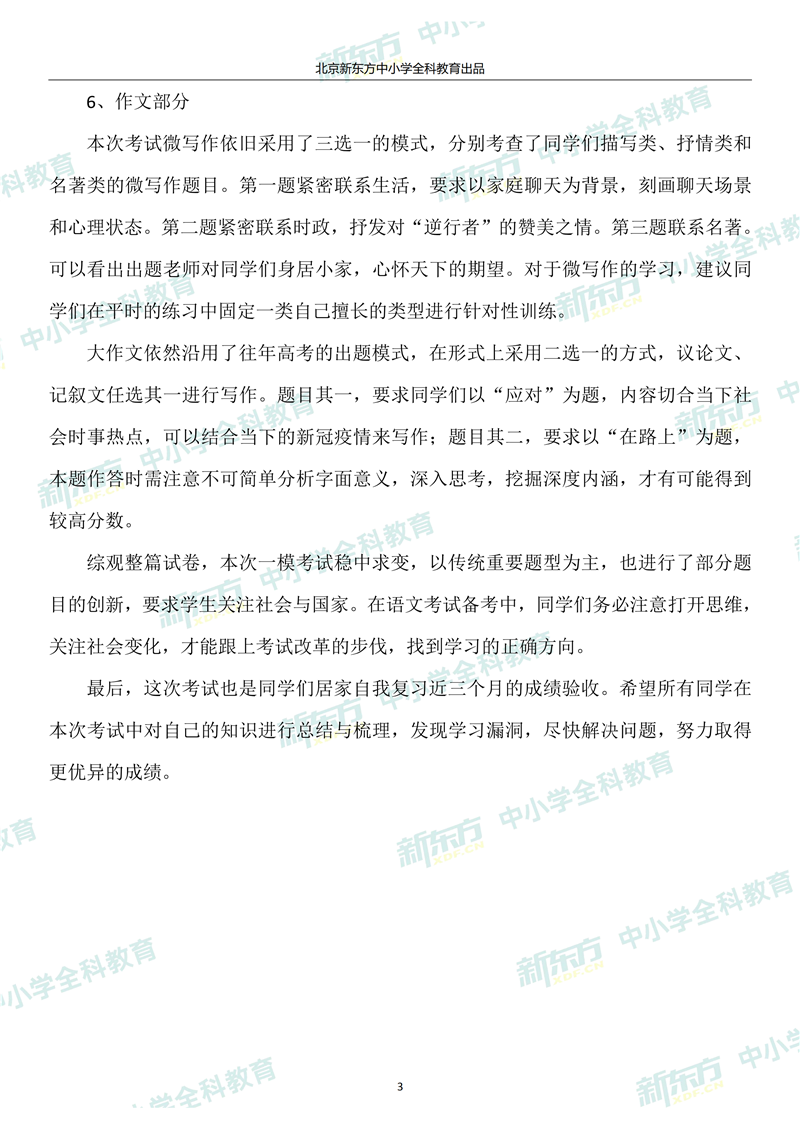 北京新东方中小学全科教育出品
6、作文部分
本次考试微写作依旧采用了三选一的模式，分别考查了同学们描写类、抒情类和
名著类的微写作题目。第一题紧密联系生活，要求以家庭聊天为背景，刻画聊天场景
和心理状态。第二题紧密联系时政，抒发对“逆行者”的赞美之情。第三题联系名著。
可以看出出题老师对同学们身居小家，心怀天下的期望。对于微写作的学习，建议同
学们在平时的练习中固定一类自己擅长的类型进行针对性训练。
大作文依然沿用了往年高考的出题模式，在形式上采用二选一的方式，议论文、
记叙文任选其一进行写作。题目其一，要求同学们以“应对”为题，内容切合当下社
会时事热点，可以结合当下的新冠疫情来写作；题目其二，要求以“在路上”为题，
本题作答时需注意不可简单分析字面意义，深入思考，挖掘深度内涵，才有可能得到
较高分数。
综观整篇试卷，本次一模考试稳中求变，以传统重要题型为主，也进行了部分题
目的创新，要求学生关注社会与国家。在语文考试备考中，同学们务必注意打开思维，
关注社会变化，才能跟上考试改革的步伐，找到学习的正确方向。
最后，这次考试也是同学们居家自我复习近三个月的成绩验收。希望所有同学在
本次考试中对自己的知识进行总结与梳理，发现学习漏洞，尽快解决问题，努力取得
更优异的成绩。
新东方 XDF.CN 中小学全科教育
3